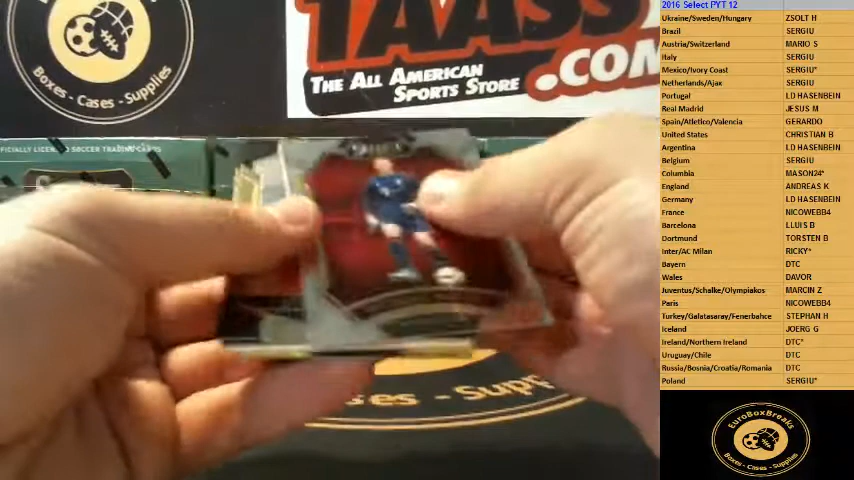 Boxes - Cases - Supplies
TAASS
THE ALL AMERICAN
SPORTS STORE
.COM
OFFICIALLY LICENSED SOCCER TRADING CARDS
ases - Supp
2016 Select PYT 12
Ukraine/Sweden/Hungary ZSOLT H
Brazil SERGIU
Austria/Switzerland MARIO S
Italy SERGIU
Mexico/Ivory Coast SERGIU*
Netherlands/Ajax SERGIU
Portugal LD HASENBEIN
Real Madrid JESUS M
Spain/Atletico/Valencia GERARDO
United States CHRISTIAN B
Argentina LD HASENBEIN
Belgium SERGIU
Columbia MASON24*
England ANDREAS K
Germany LD HASENBEIN
France NICOWEBB4
Barcelona LLUIS B
Dortmund TORSTEN B
Inter/AC Milan RICKY*
Bayern DTC
Wales DAVOR
Juventus/Schalke/Olympiakos MARCIN Z
Paris NICOWEBB4
Turkey/Galatasaray/Fenerbahce STEPHAN H
Iceland JOERG G
Ireland/Northern Ireland DTC*
Uruguay/Chile DTC
Russia/Bosnia/Croatia/Romania DTC
Poland SERGIU*
EuroBoxBreaks
Boxes - Cases - Supplies